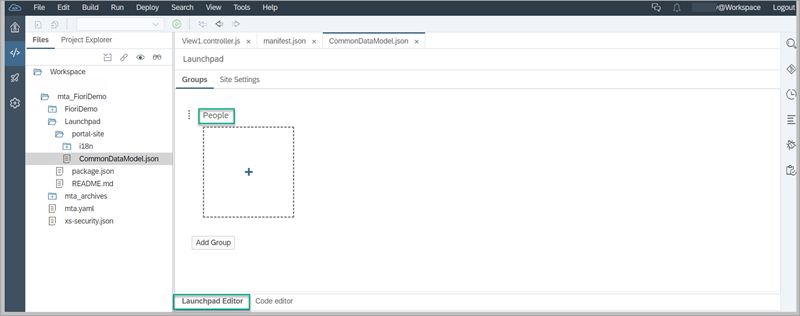 File Edit Build Run Deploy Search View Tools Help @Workspace Logout
Files Project Explorer
View1.controller.js × manifest.json × CommonDataModel.json ×
Launchpad
Workspace
Groups Site Settings
mta_FioriDemo
FioriDemo
Launchpad
People
portal-site
i18n
CommonDataModel.json
+
package.json
README.md
mta_archives
mta.yaml
xs-security.json
Add Group
Launchpad Editor Code editor